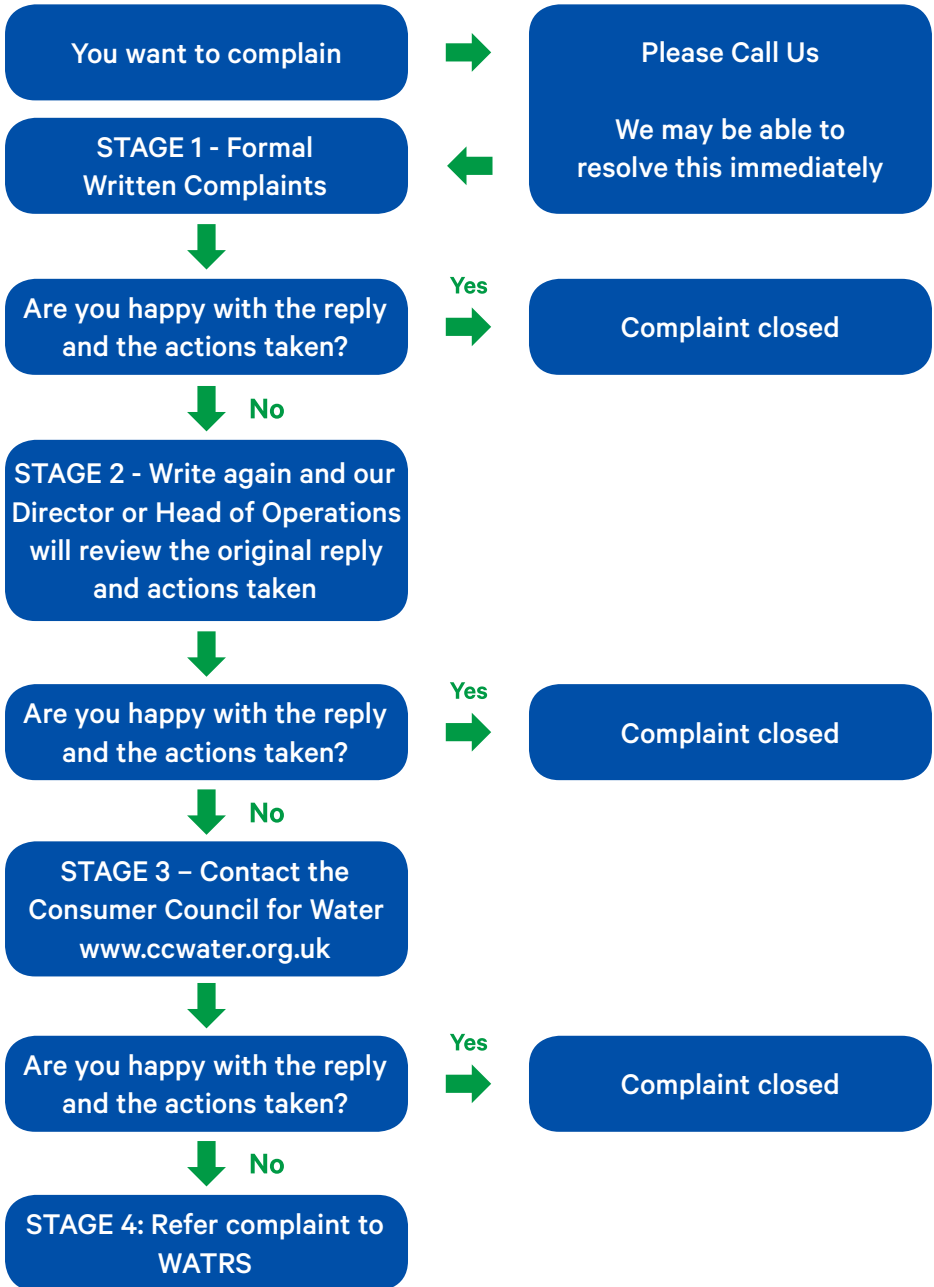 You want to complain
Please Call Us
We may be able to
resolve this immediately
STAGE 1 - Formal
Written Complaints
Are you happy with the reply
and the actions taken?
Yes
Complaint closed
No
STAGE 2 - Write again and our
Director or Head of Operations
will review the original reply
and actions taken
Are you happy with the reply
and the actions taken?
Yes
Complaint closed
No
STAGE 3 – Contact the
Consumer Council for Water
www.ccwater.org.uk
Are you happy with the reply
and the actions taken?
Yes
Complaint closed
No
STAGE 4: Refer complaint to
WATRS